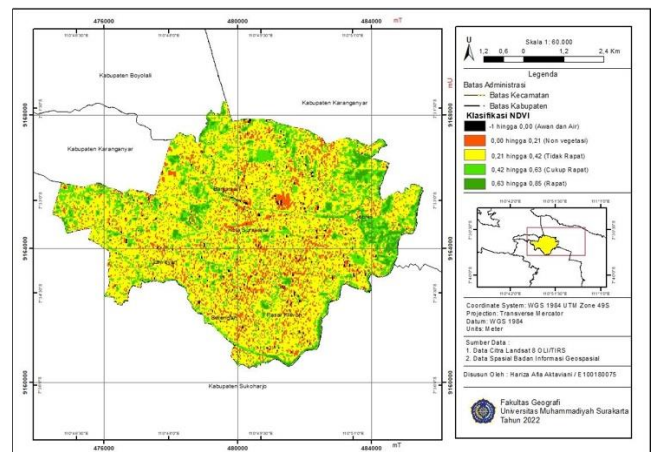 476000
480000
484000
mT
mU
Kabupaten Boyolali
Kabupaten Karanganyar
Kabupaten Karanganyar
9168000
9168000
9164000
9164000
9160000
9160000
Kabupaten Sukoharjo
476000
480000
484000
mT
U
Skala 1: 60.000
1,2 0,6 0 1,2 2,4 Km
Legenda
Batas Administrasi
Batas Kecamatan
Batas Kabupaten
Klasifikasi NDVI
-1 hingga 0,00 (Awan dan Air)
0,00 hingga 0,21 (Non vegetasi)
0,21 hingga 0,42 (Tidak Rapat)
0,42 hingga 0,63 (Cukup Rapat)
0,63 hingga 0,85 (Rapat)
Coordinate System: WGS 1984 UTM Zone 49S
Projection: Transverse Mercator
Datum: WGS 1984
Units: Meter
Sumber Data :
1. Data Citra Landsat 8 OLI/TIRS
2. Data Spasial Badan Informasi Geospasial
Disusun Oleh : Hariza Afia Aktaviani / E100180075
Fakultas Geografi
Universitas Muhammadiyah Surakarta
Tahun 2022